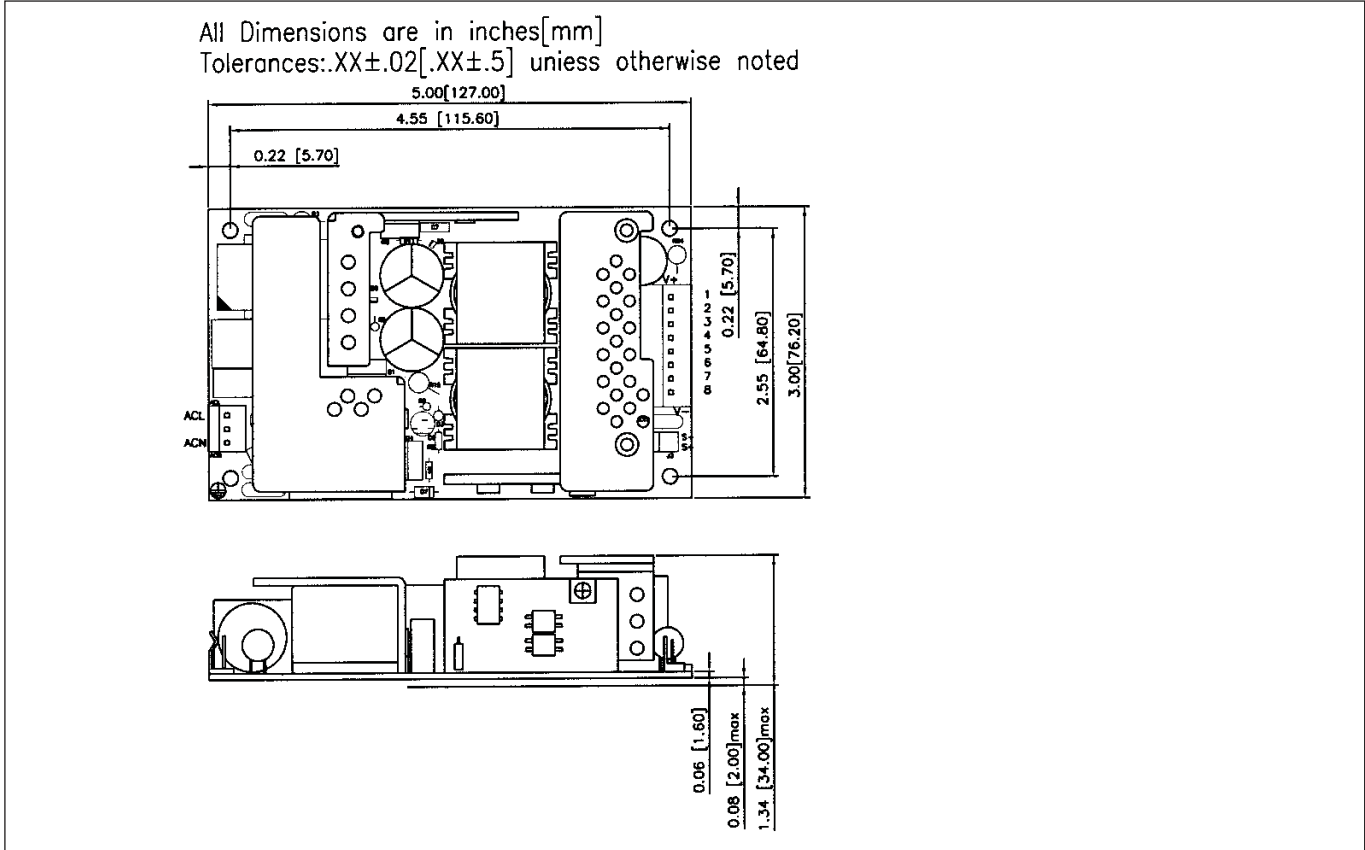 All Dimensions are in inches[mm]
Tolerances:.XX±.02[.XX±.5] uniess otherwise noted
5.00[127.00]
4.55 [115.60]
0.22 [5.70]
V+
1
2
3
4
5
6
7
8
V-
S-
S+
0.22 [5.70]
2.55 [64.80]
3.00[76.20]
ACL
ACN
0.06 [1.60]
0.08 [2.00]max
1.34 [34.00]max